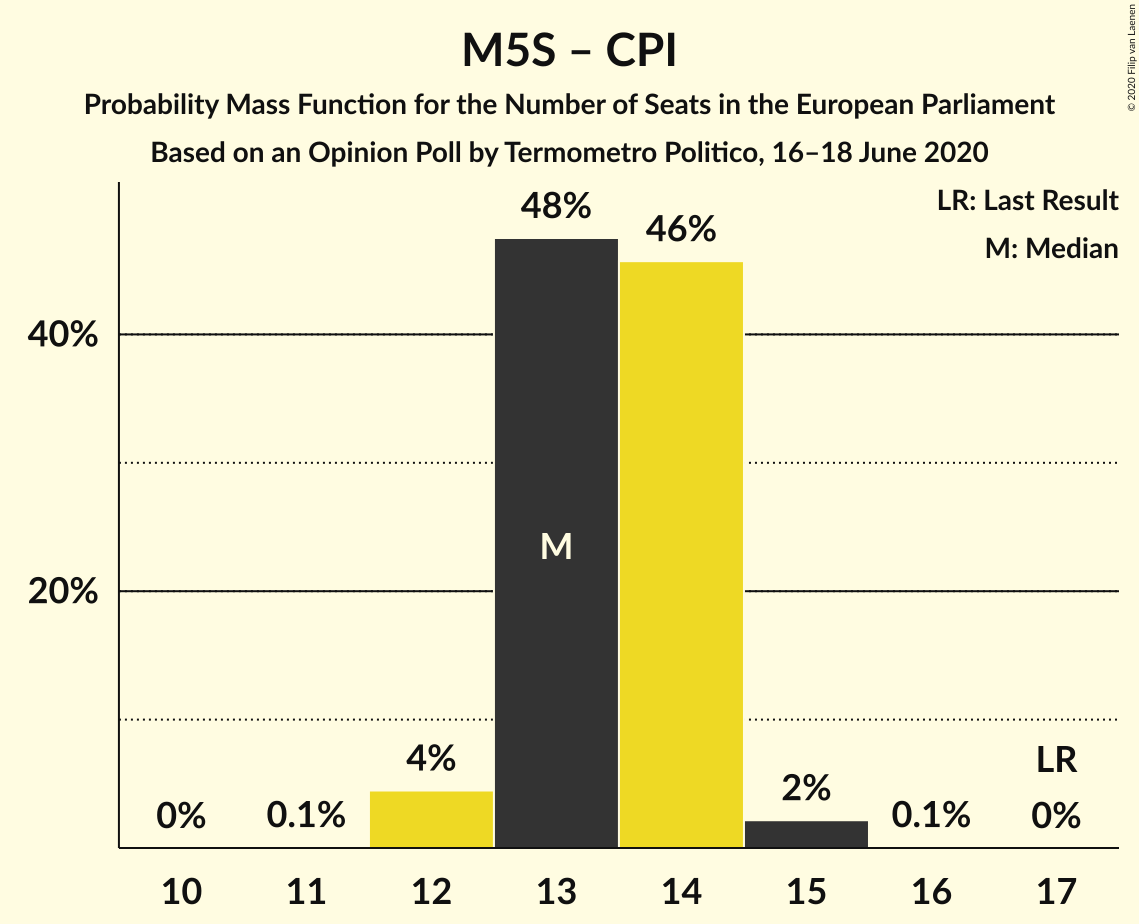 M5S – CPI
Probability Mass Function for the Number of Seats in the European Parliament
Based on an Opinion Poll by Termometro Politico, 16–18 June 2020
© 2020 Filip van Laenen
LR: Last Result
M: Median
48%
46%
40%
M
20%
4%
LR
2%
0%
0.1%
0.1%
0%
10 11 12 13 14 15 16 17